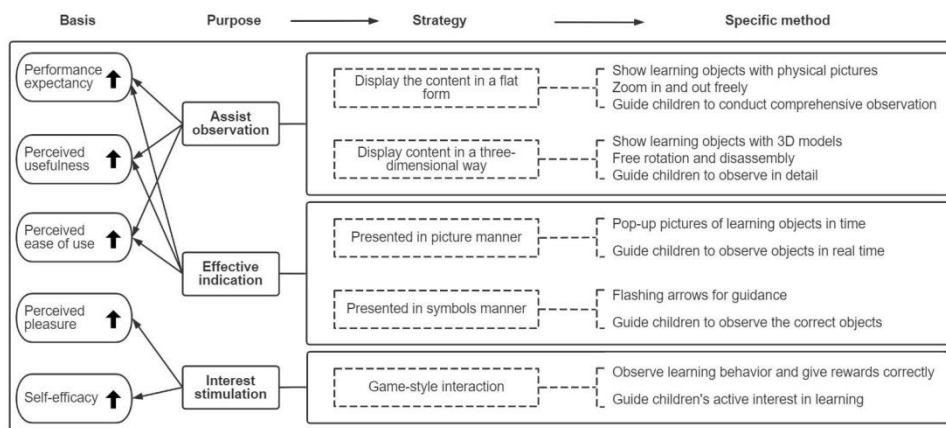 Basis
Purpose
Strategy
Specific method
Performance
expectancy
Perceived
usefulness
Perceived
ease of use
Perceived
pleasure
Self-efficacy
Assist
observation
Effective
indication
Interest
stimulation
Display the content in a flat
form
Show learning objects with physical pictures
Zoom in and out freely
Guide children to conduct comprehensive observation
Display content in a three-
dimensional way
Show learning objects with 3D models
Free rotation and disassembly
Guide children to observe in detail
Presented in picture manner
Pop-up pictures of learning objects in time
Guide children to observe objects in real time
Presented in symbols manner
Flashing arrows for guidance
Guide children to observe the correct objects
Game-style interaction
Observe learning behavior and give rewards correctly
Guide children's active interest in learning